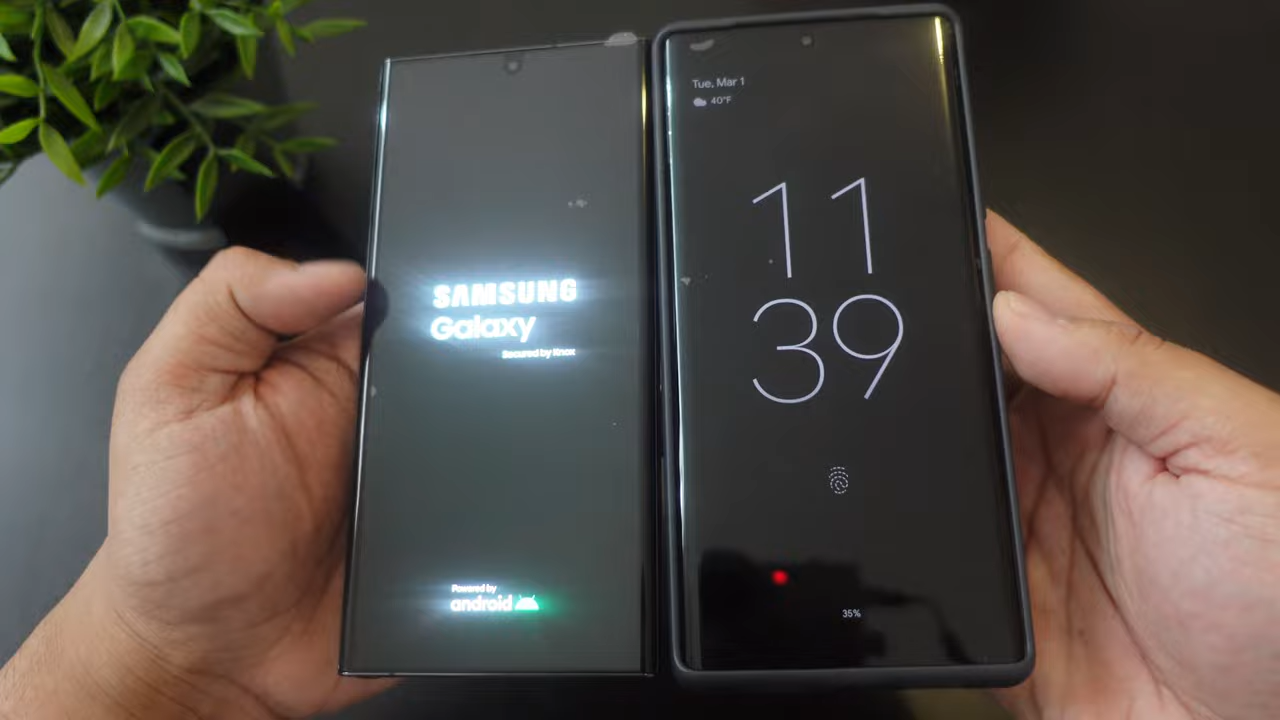 SAMSUNG
Galaxy
Secured by Knox
Powered by
android
Tue, Mar 1
40°F
11
39
35%